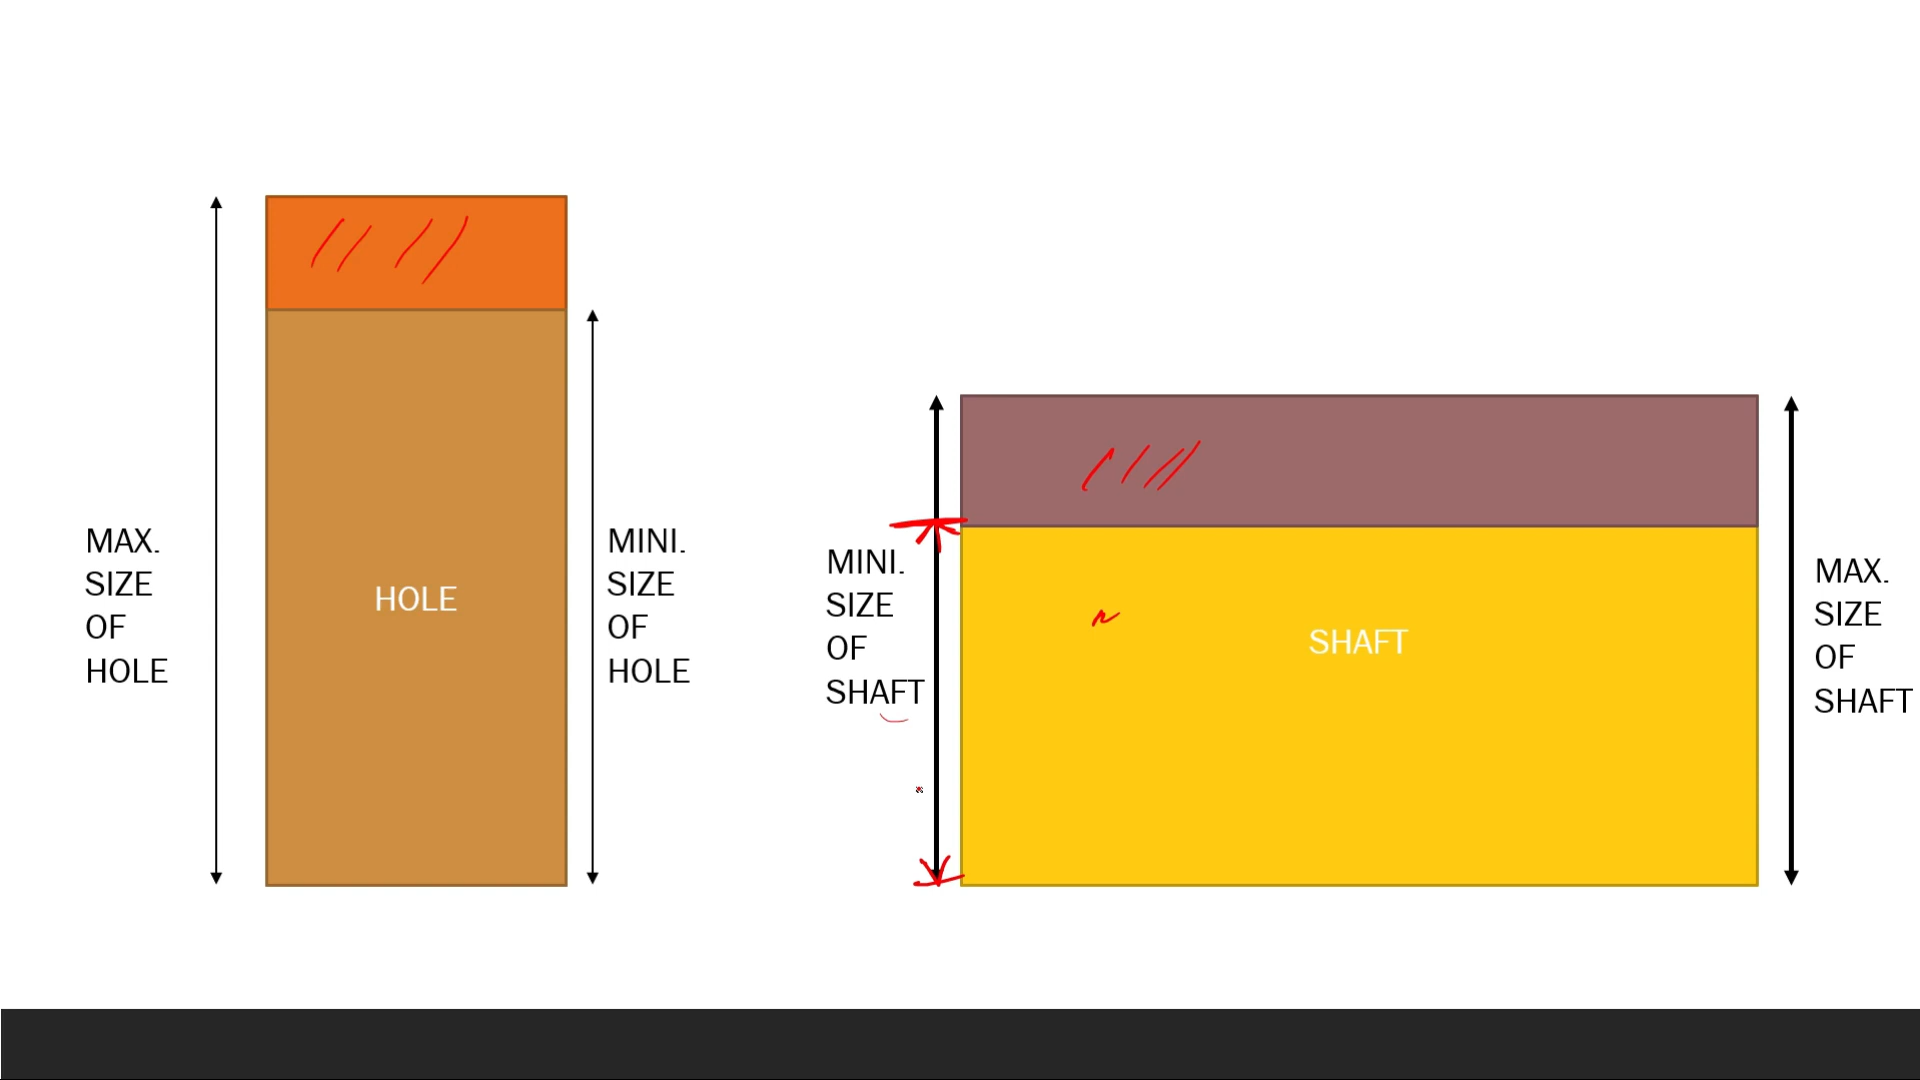 MAX.
SIZE
OF
HOLE
HOLE
MINI.
SIZE
OF
HOLE
MINI.
SIZE
OF
SHAFT
SHAFT
MAX.
SIZE
OF
SHAFT